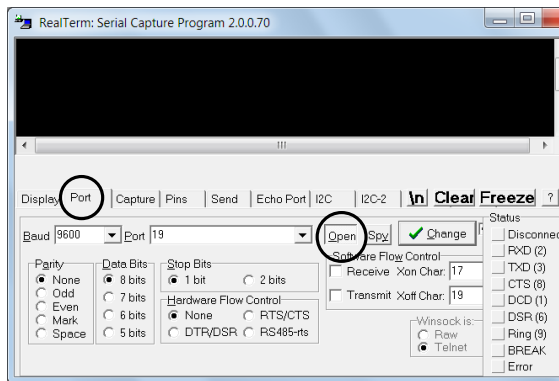 RealTerm: Serial Capture Program 2.0.0.70
Display Port Capture Pins Send Echo Port I2C I2C-2 \n Clear Freeze ?
Status
Baud 9600 Port 19 Open Spy Change
Disconnec
RXD (2)
TXD (3)
CTS (8)
DCD (1)
DSR (6)
Ring (9)
BREAK
Error
Parity
None
Odd
Even
Mark
Space
Data Bits
8 bits
7 bits
6 bits
5 bits
Stop Bits
1 bit 2 bits
Hardware Flow Control
None RTS/CTS
DTR/DSR RS485-rts
Software Flow Control
Receive Xon Char: 17
Transmit Xoff Char: 19
Winsock is:
Raw
Telnet